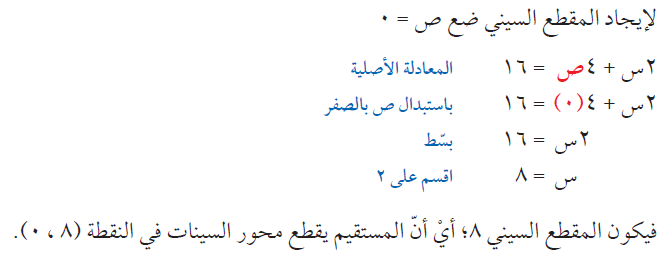 لإيجاد المقطع السيني ضع ص = ٠
٢س + ٤ص = ١٦ المعادلة الأصلية
٢س + ٤(٠) = ١٦ باستبدال ص بالصفر
٢س = ١٦ بسّط
س = ٨ اقسم على ٢
فيكون المقطع السيني ٨؛ أيْ أنّ المستقيم يقطع محور السينات في النقطة (٨ ، ٠).